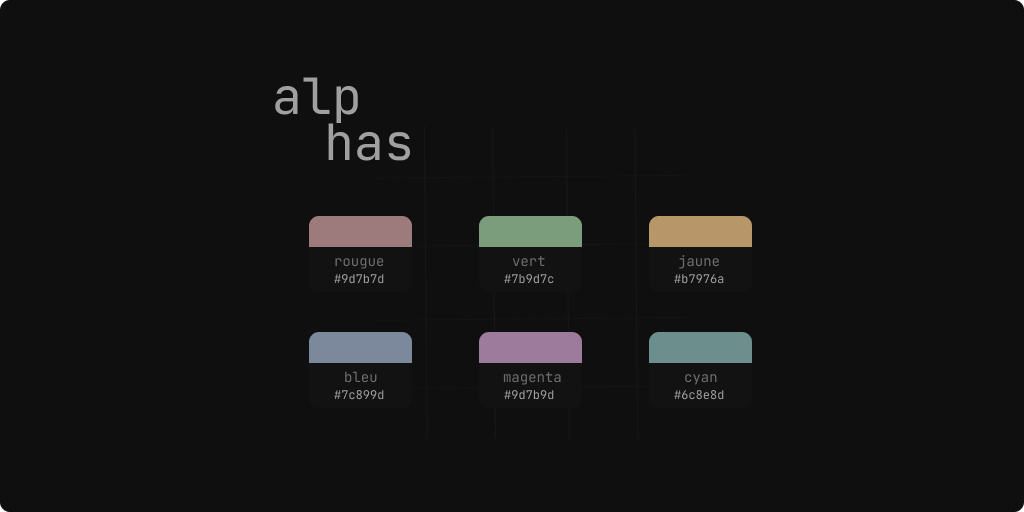 alp
has
rougue
#9d7b7d
vert
#7b9d7c
jaune
#b7976a
bleu
#7c899d
magenta
#9d7b9d
cyan
#6c8e8d